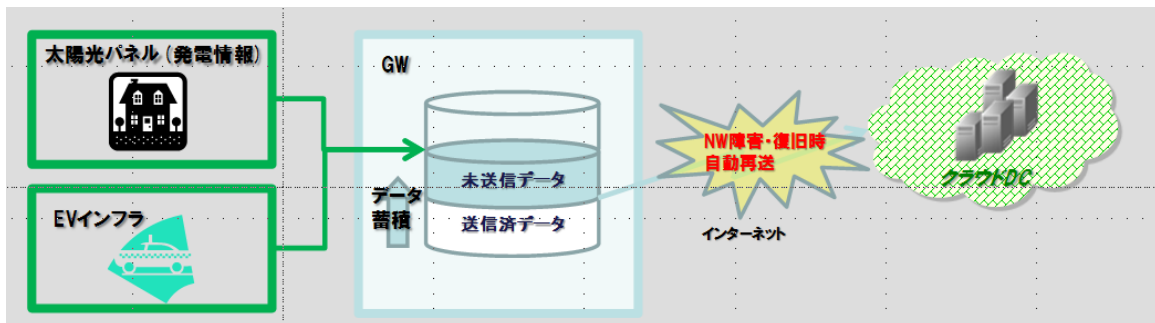 太陽光パネル(発電情報)
EVインフラ
GW
データ
蓄積
未送信データ
送信済データ
NW障害・復旧時
自動再送
インターネット
クラウドDC